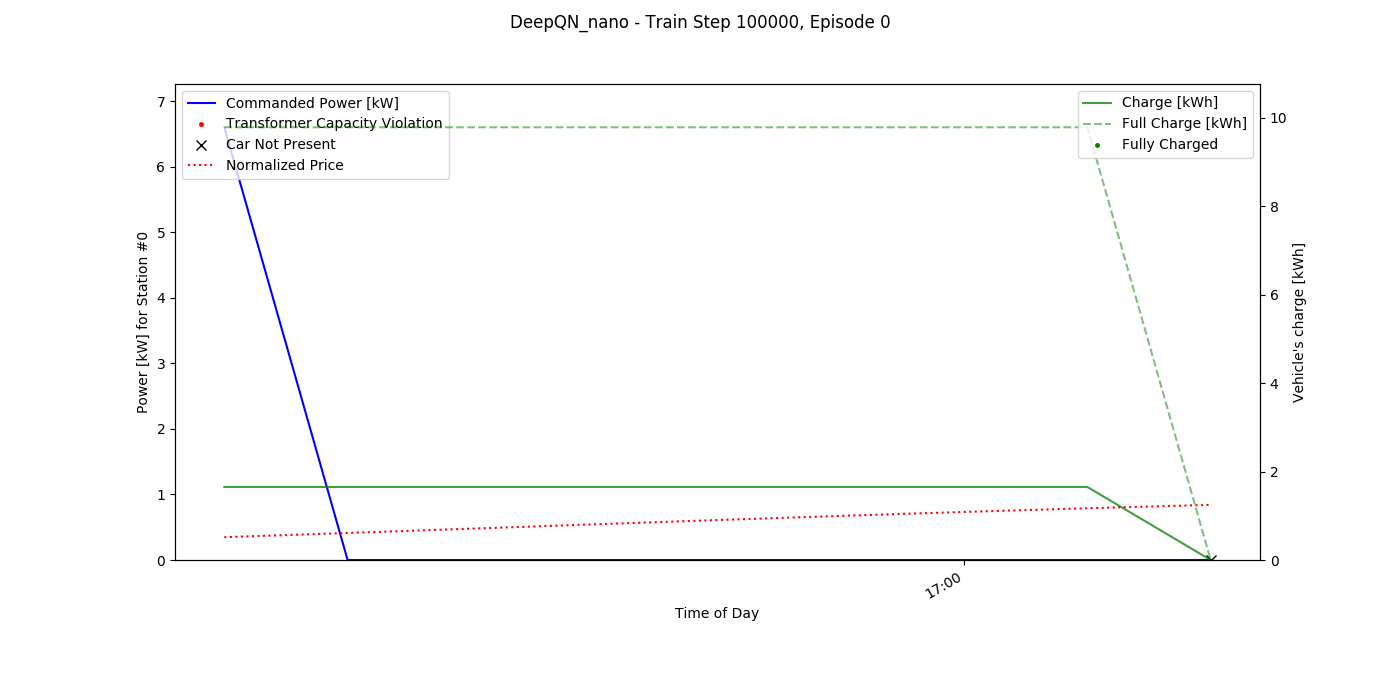 DeepQN_nano - Train Step 100000, Episode 0
Commanded Power [kW]
Transformer Capacity Violation
Car Not Present
Normalized Price
Charge [kWh]
Full Charge [kWh]
Fully Charged
7
6
5
4
3
2
1
0
Power [kW] for Station #0
10
8
6
4
2
0
Vehicle's charge [kWh]
17:00
Time of Day